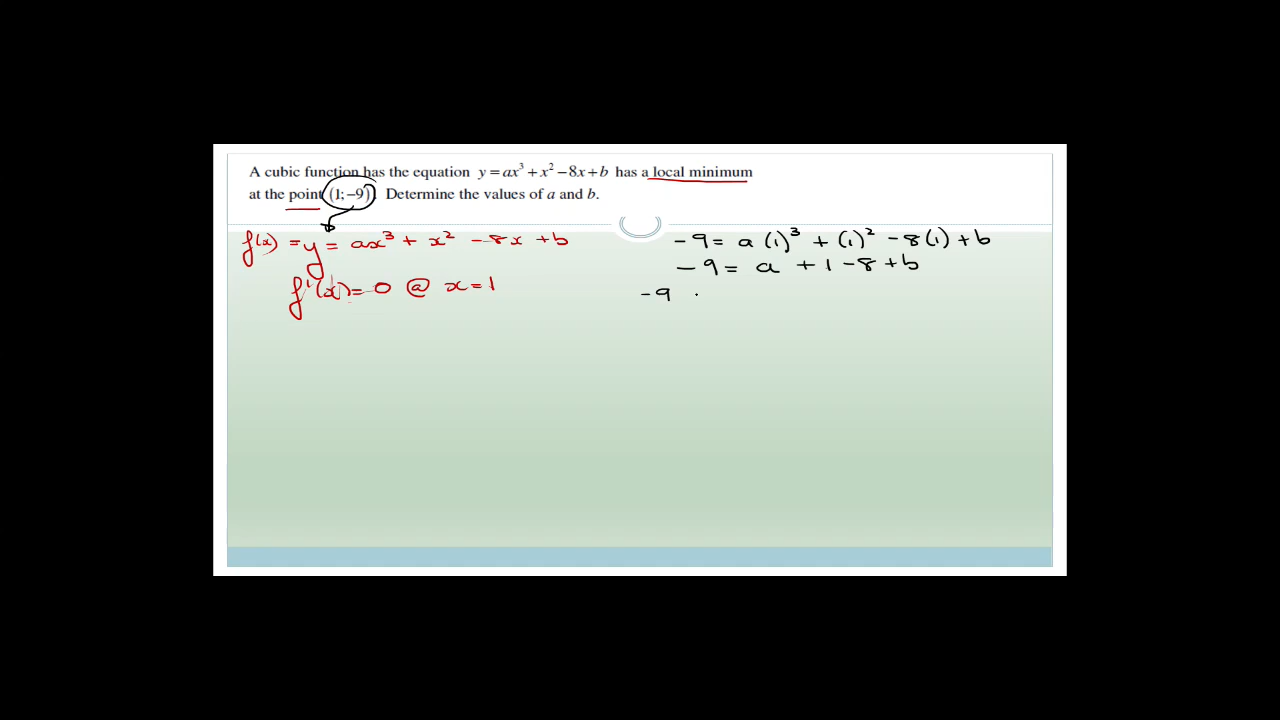 A cubic function has the equation y = ax³ + x² − 8x + b has a local minimum
at the point (1; −9). Determine the values of a and b.
f(x) = y = ax³ + x² − 8x + b
f'(x) = 0 @ x = 1
−9 = a (1)³ + (1)² − 8(1) + b
−9 = a + 1 − 8 + b
−9